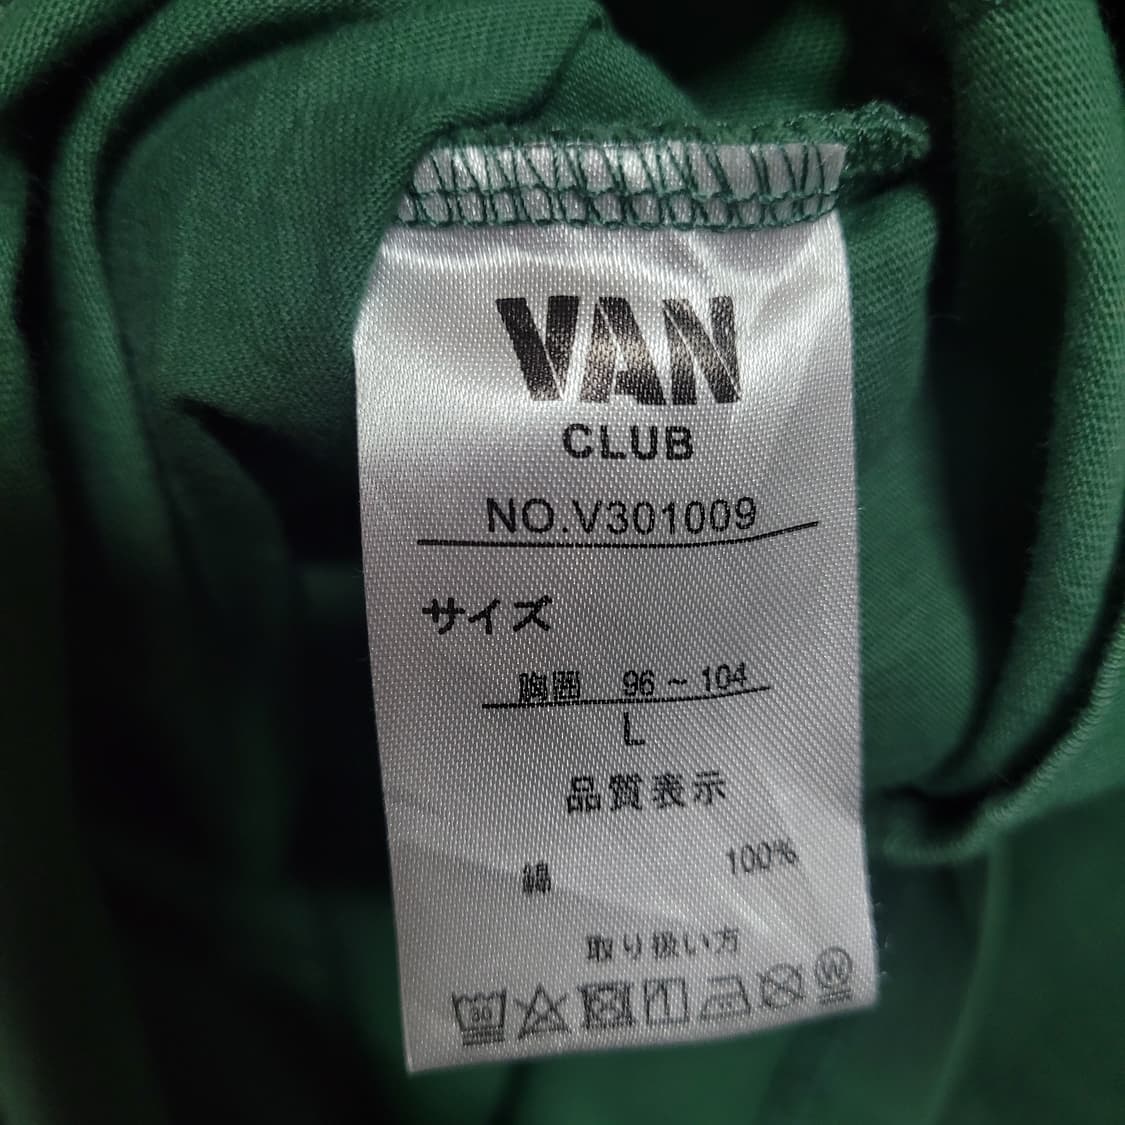 VAN
CLUB
NO.V301009
サイズ
胸囲 96 ~ 104
L
品質表示
綿 100%
取り扱い方
30
W